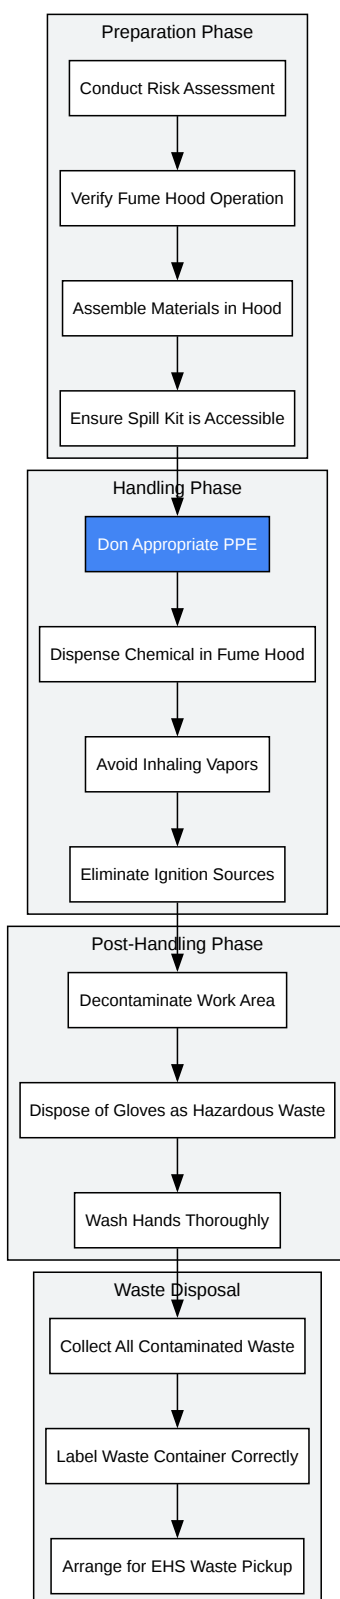 Preparation Phase
Conduct Risk Assessment
Verify Fume Hood Operation
Assemble Materials in Hood
Ensure Spill Kit is Accessible
Handling Phase
Don Appropriate PPE
Dispense Chemical in Fume Hood
Avoid Inhaling Vapors
Eliminate Ignition Sources
Post-Handling Phase
Decontaminate Work Area
Dispose of Gloves as Hazardous Waste
Wash Hands Thoroughly
Waste Disposal
Collect All Contaminated Waste
Label Waste Container Correctly
Arrange for EHS Waste Pickup